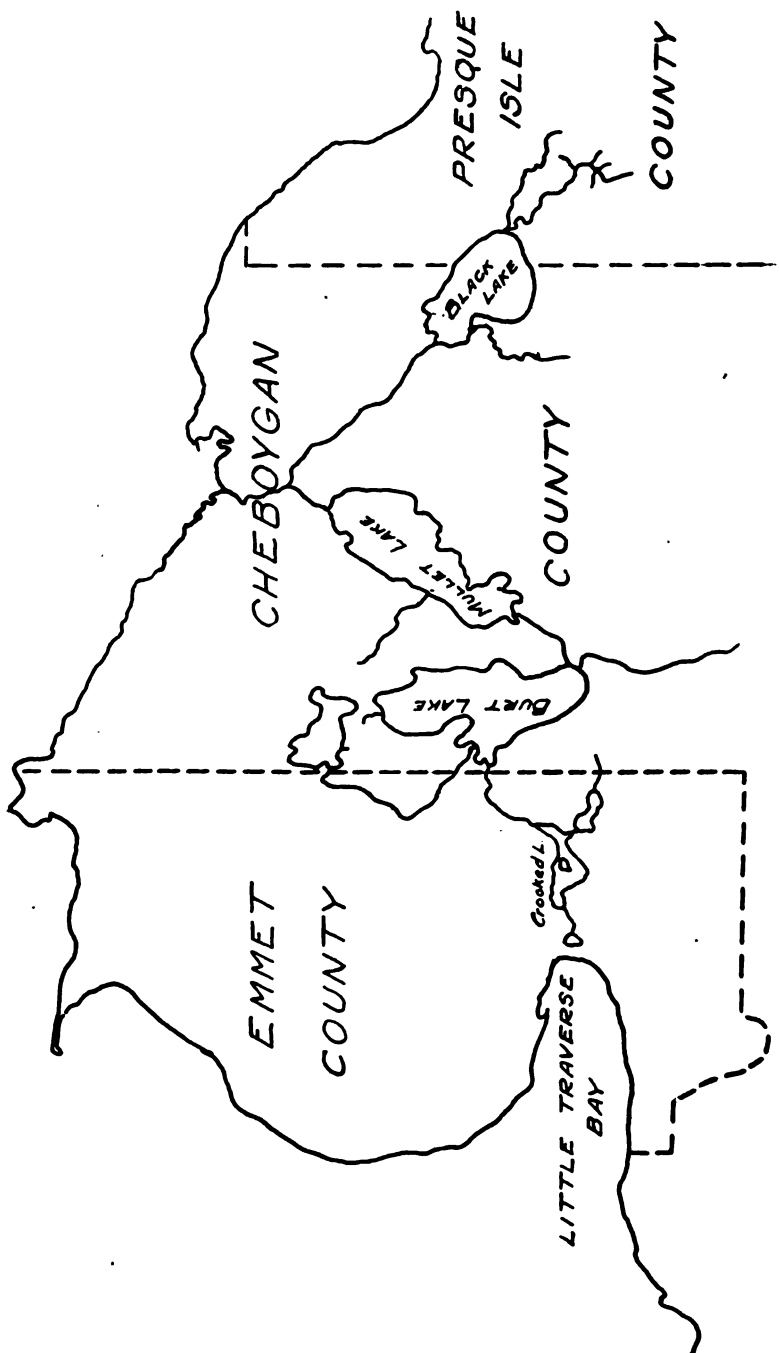 PRESQUE
ISLE
COUNTY
BLACK
LAKE
CHEBOYGAN
COUNTY
MULLET LAKE
BURT LAKE
EMMET
COUNTY
Crooked L.
LITTLE TRAVERSE
BAY